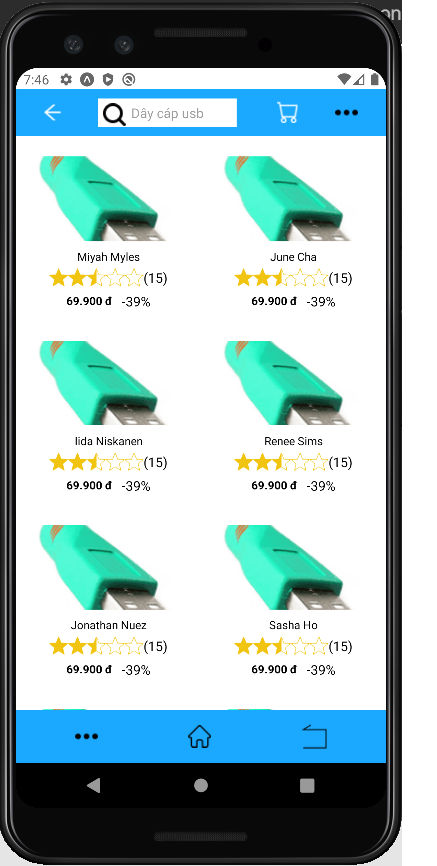 on
7:46
Dây cáp usb
Miyah Myles
June Cha
(15)
(15)
69.900 đ -39%
69.900 đ -39%
Iida Niskanen
Renee Sims
(15)
(15)
69.900 đ -39%
69.900 đ -39%
Jonathan Nuez
Sasha Ho
(15)
(15)
69.900 đ -39%
69.900 đ -39%